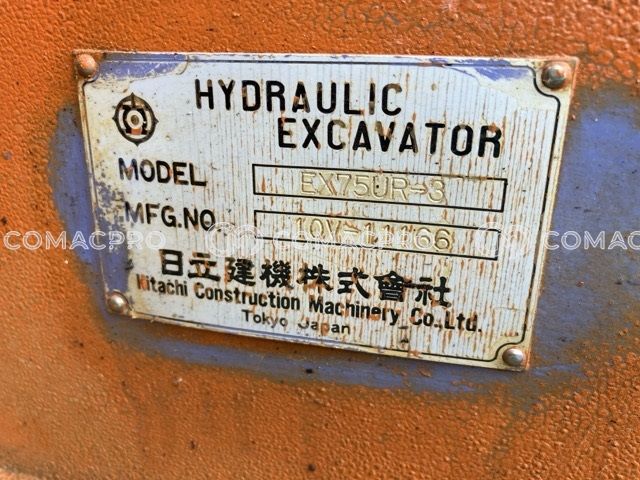 HYDRAULIC
EXCAVATOR
MODEL EX75UR-3
MFG.NO
COMACPRO COMACPRO COMACPRO
日立建機株式會社
Hitachi Construction Machinery Co.,Ltd.
Tokyo Japan